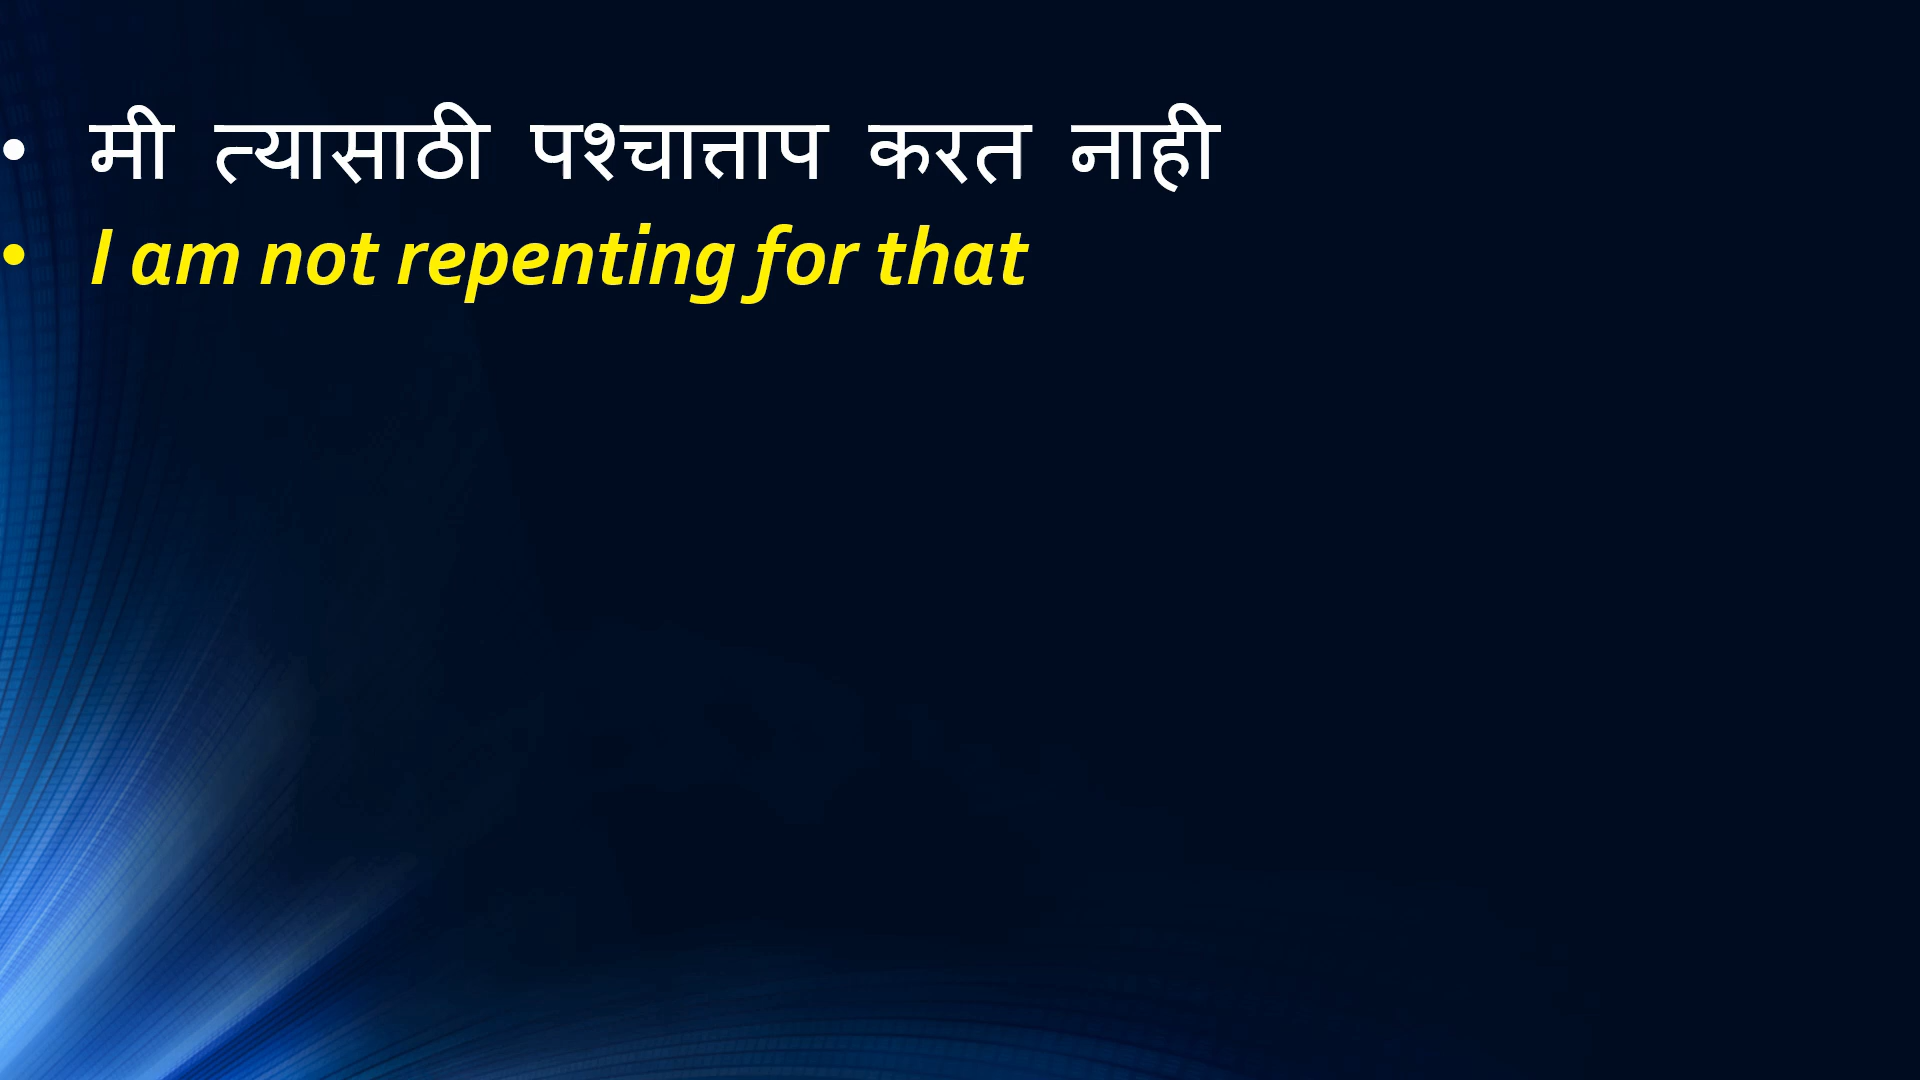 • मी त्यासाठी पश्चात्ताप करत नाही
• I am not repenting for that